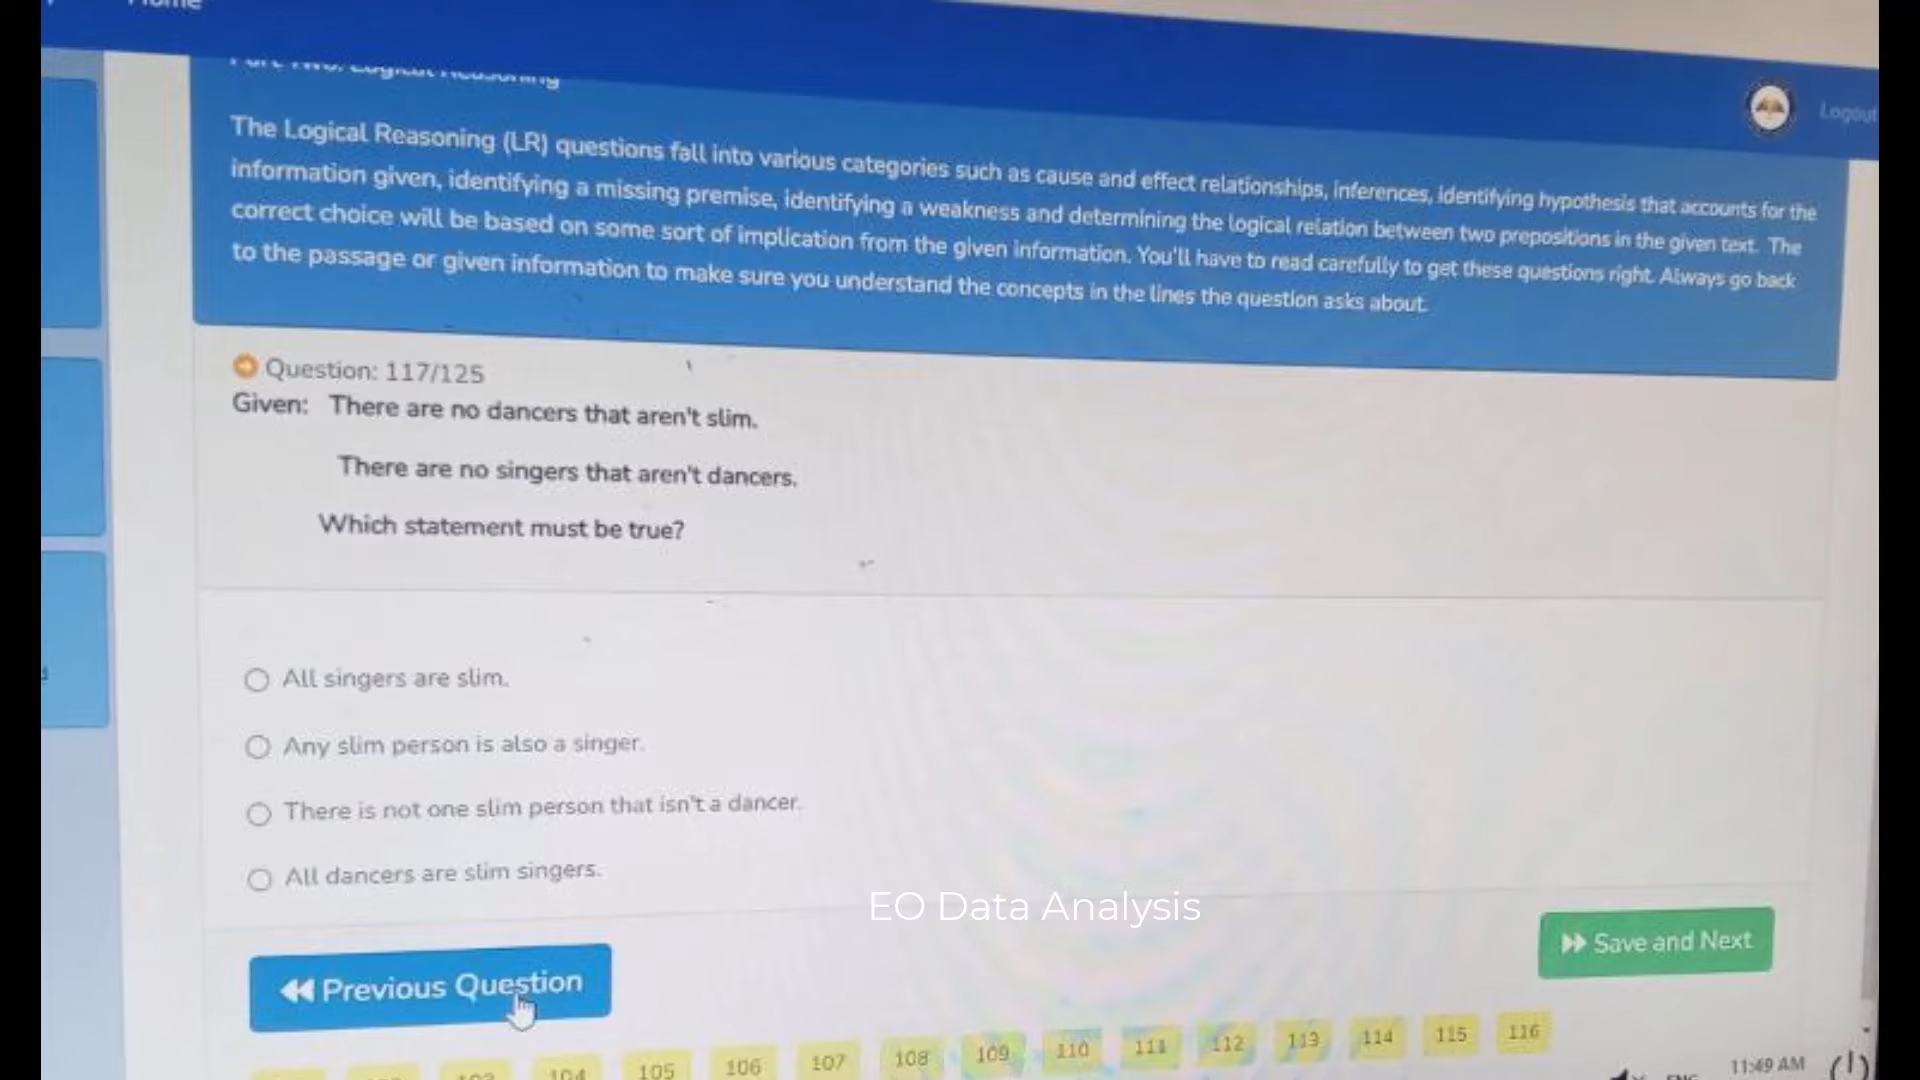 Home
Part Two: Logical Reasoning
Logout
The Logical Reasoning (LR) questions fall into various categories such as cause and effect relationships, inferences, identifying hypothesis that accounts for the
information given, identifying a missing premise, identifying a weakness and determining the logical relation between two prepositions in the given text. The
correct choice will be based on some sort of implication from the given information. You'll have to read carefully to get these questions right. Always go back
to the passage or given information to make sure you understand the concepts in the lines the question asks about.
Question: 117/125
Given: There are no dancers that aren't slim.
There are no singers that aren't dancers.
Which statement must be true?
All singers are slim.
Any slim person is also a singer.
There is not one slim person that isn't a dancer.
All dancers are slim singers.
EO Data Analysis
Save and Next
Previous Question
103 104 105 106 107 108 109 110 111 112 113 114 115 116
ENG 11:49 AM